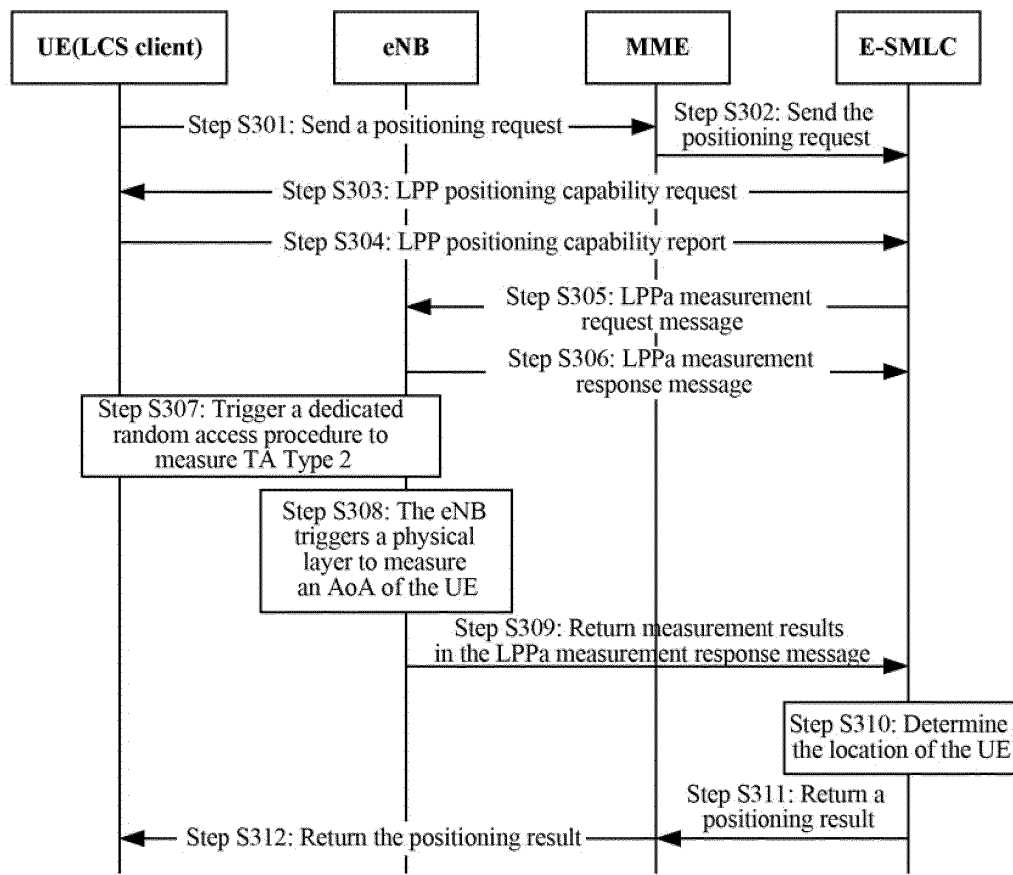 UE(LCS client)
eNB
MME
E-SMLC
Step S301: Send a positioning request
Step S302: Send the
positioning request
Step S303: LPP positioning capability request
Step S304: LPP positioning capability report
Step S305: LPPa measurement
request message
Step S306: LPPa measurement
response message
Step S307: Trigger a dedicated
random access procedure to
measure TA Type 2
Step S308: The eNB
triggers a physical
layer to measure
an AoA of the UE
Step S309: Return measurement results
in the LPPa measurement response message
Step S310: Determine
the location of the UE
Step S311: Return a
positioning result
Step S312: Return the positioning result